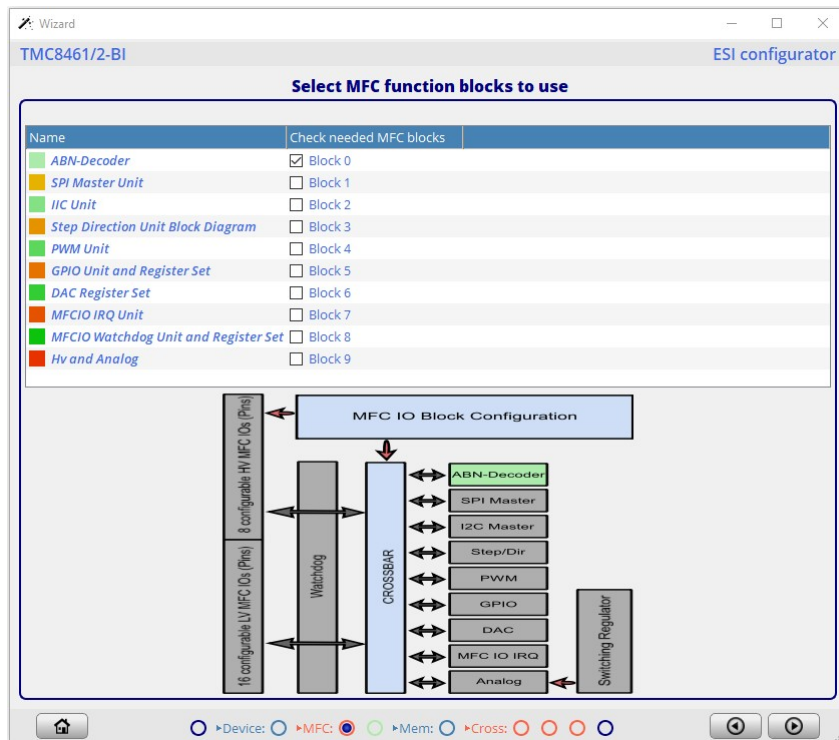 Wizard
TMC8461/2-BI ESI configurator
Select MFC function blocks to use
Name Check needed MFC blocks
ABN-Decoder Block 0
SPI Master Unit Block 1
IIC Unit Block 2
Step Direction Unit Block Diagram Block 3
PWM Unit Block 4
GPIO Unit and Register Set Block 5
DAC Register Set Block 6
MFCIO IRQ Unit Block 7
MFCIO Watchdog Unit and Register Set Block 8
Hv and Analog Block 9
8 configurable HV MFC IOs (Pins)
16 configurable LV MFC IOs (Pins)
MFC IO Block Configuration
Watchdog
CROSSBAR
ABN-Decoder
SPI Master
I2C Master
Step/Dir
PWM
GPIO
DAC
MFC IO IRQ
Analog
Switching Regulator
Device: MFC: Mem: Cross: